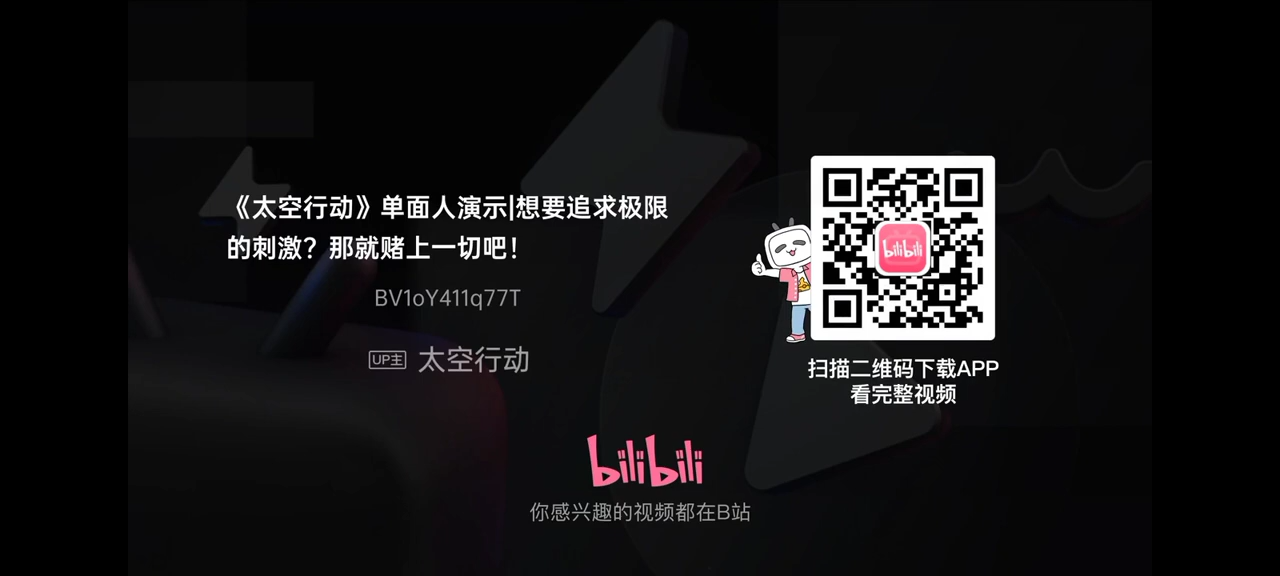 《太空行动》单面人演示|想要追求极限
的刺激？那就赌上一切吧！
BV1oY411q77T
UP主 太空行动
bilibili
扫描二维码下载APP
看完整视频
bilibili
你感兴趣的视频都在B站